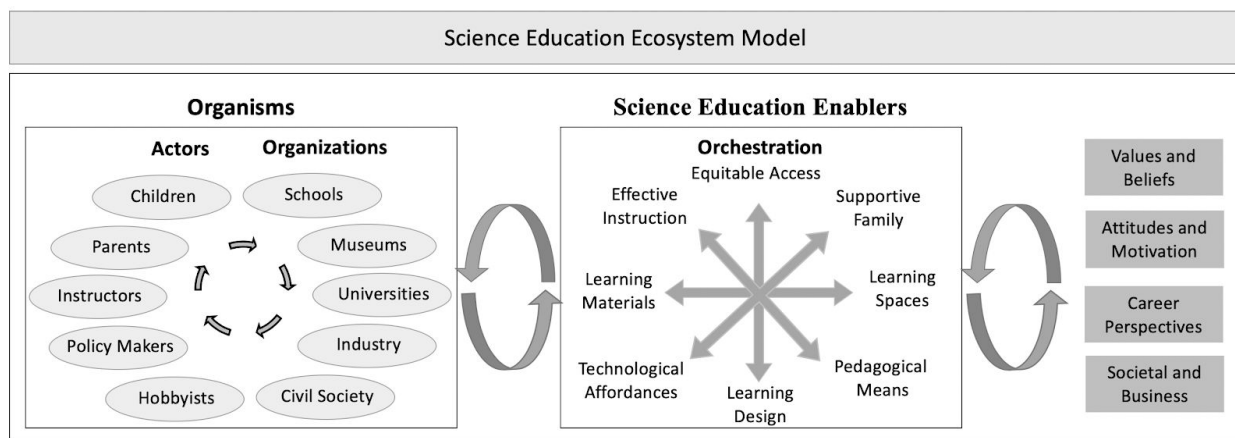 Science Education Ecosystem Model
Organisms
Actors
Organizations
Children
Schools
Parents
Museums
Instructors
Universities
Policy Makers
Industry
Hobbyists
Civil Society
Science Education Enablers
Orchestration
Equitable Access
Effective
Instruction
Supportive
Family
Learning
Materials
Learning
Spaces
Technological
Affordances
Learning
Design
Pedagogical
Means
Values and
Beliefs
Attitudes and
Motivation
Career
Perspectives
Societal and
Business